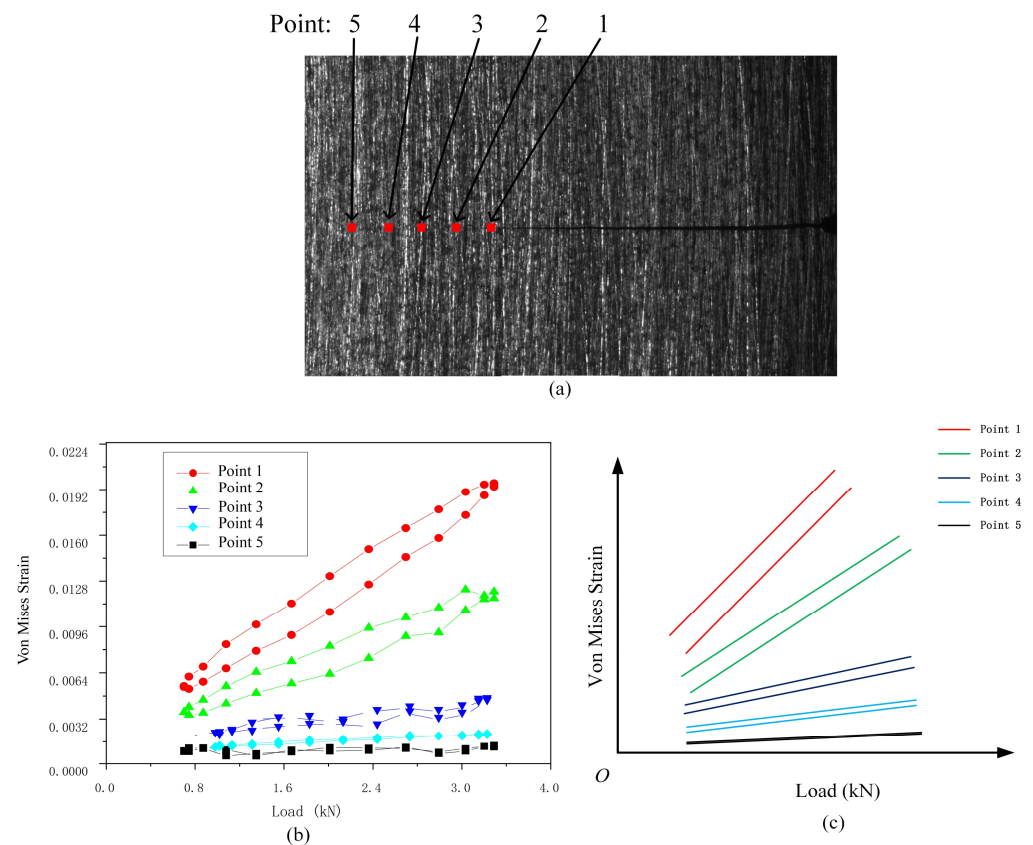 Point: 5 4 3 2 1
(a)
Von Mises Strain
0.0224
0.0192
0.0160
0.0128
0.0096
0.0064
0.0032
0.0000
Point 1
Point 2
Point 3
Point 4
Point 5
0.0 0.8 1.6 2.4 3.0 4.0
Load (kN)
(b)
Point 1
Point 2
Point 3
Point 4
Point 5
Von Mises Strain
O
Load (kN)
(c)